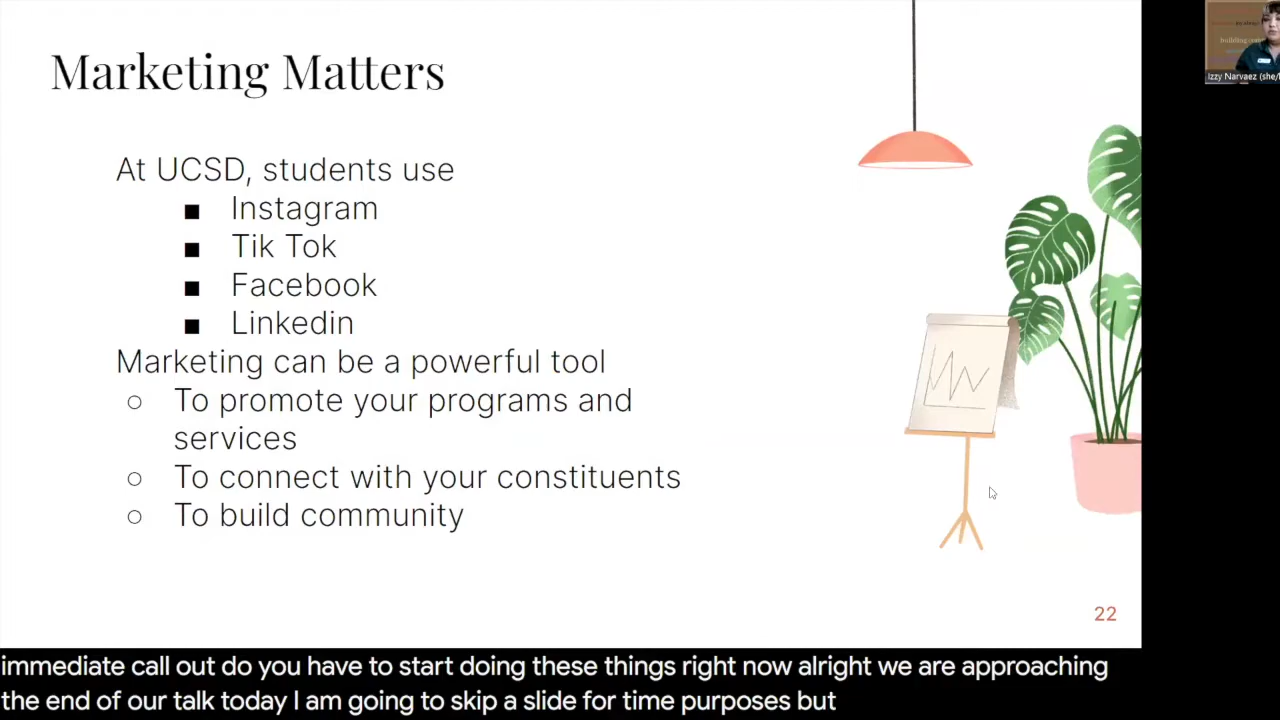 Marketing Matters
At UCSD, students use
■ Instagram
■ Tik Tok
■ Facebook
■ Linkedin
Marketing can be a powerful tool
○ To promote your programs and
services
○ To connect with your constituents
○ To build community
22
Izzy Narvaez (she/
immediate call out do you have to start doing these things right now alright we are approaching
the end of our talk today I am going to skip a slide for time purposes but